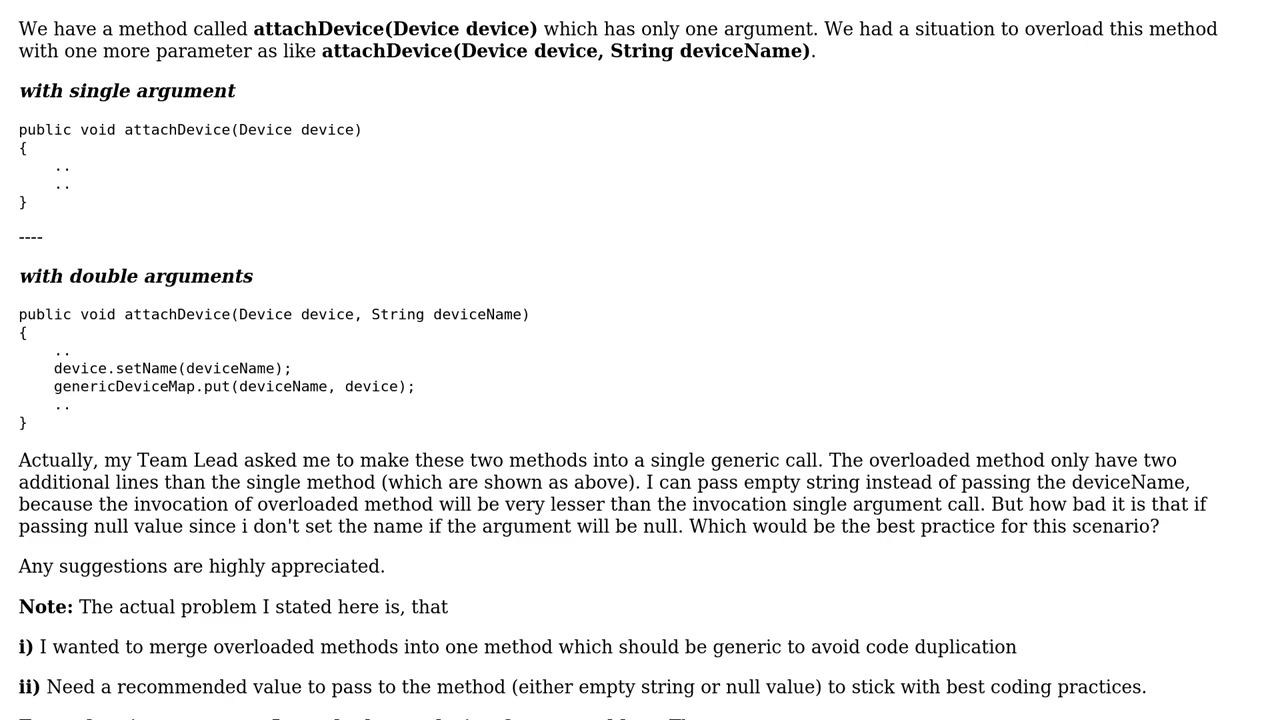 We have a method called attachDevice(Device device) which has only one argument. We had a situation to overload this method
with one more parameter as like attachDevice(Device device, String deviceName).
with single argument
public void attachDevice(Device device)
{
    ..
    ..
}
----
with double arguments
public void attachDevice(Device device, String deviceName)
{
    ..
    device.setName(deviceName);
    genericDeviceMap.put(deviceName, device);
    ..
}
Actually, my Team Lead asked me to make these two methods into a single generic call. The overloaded method only have two
additional lines than the single method (which are shown as above). I can pass empty string instead of passing the deviceName,
because the invocation of overloaded method will be very lesser than the invocation single argument call. But how bad it is that if
passing null value since i don't set the name if the argument will be null. Which would be the best practice for this scenario?
Any suggestions are highly appreciated.
Note: The actual problem I stated here is, that
i) I wanted to merge overloaded methods into one method which should be generic to avoid code duplication
ii) Need a recommended value to pass to the method (either empty string or null value) to stick with best coding practices.